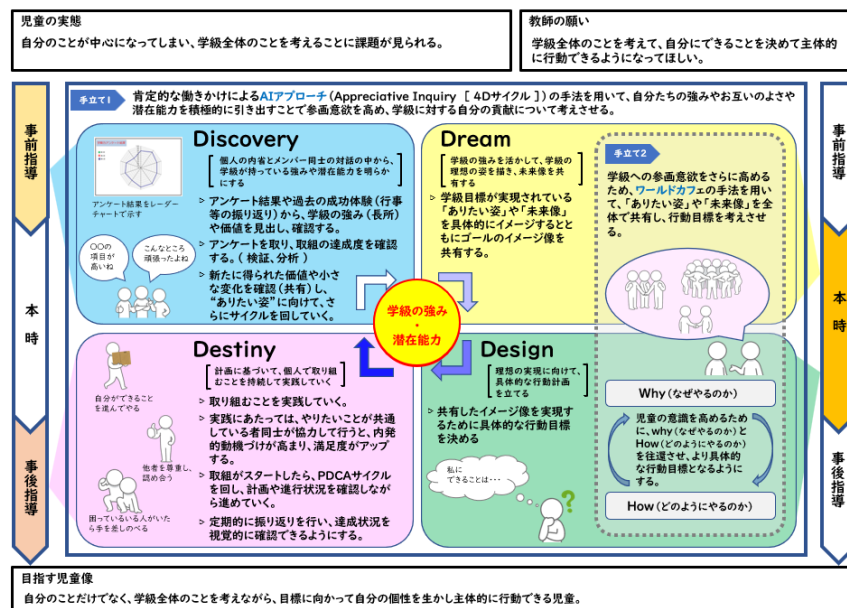 児童の実態
自分のことが中心になってしまい、学級全体のことを考えることに課題が見られる。
教師の願い
学級全体のことを考えて、自分にできることを決めて主体的
に行動できるようになってほしい。
事前指導
本時
事後指導
手立て1
肯定的な働きかけによるAIアプローチ(Appreciative Inquiry [ 4Dサイクル ])の手法を用いて、自分たちの強みやお互いのよさや
潜在能力を積極的に引き出すことで参画意欲を高め、学級に対する自分の貢献について考えさせる。
Discovery
個人の内省とメンバー同士の対話の中から、
学級が持っている強みや潜在能力を明らか
にする
アンケート結果をレーダー
チャートで示す
> アンケート結果や過去の成功体験(行事
等の振り返り)から、学級の強み(長所)
や価値を見出し、確認する。
> アンケートを取り、取組の達成度を確認
する。( 検証、分析 )
> 新たに得られた価値や小さ
な変化を確認(共有)し、
“ありたい姿”に向けて、さ
らにサイクルを回していく。
〇〇の
項目が
高いね
こんなところ
頑張ったよね
Dream
学級の強みを活かして、学級の
理想の姿を描き、未来像を共
有する
> 学級目標が実現されている
「ありたい姿」や「未来像」
を具体的にイメージするとと
もにゴールのイメージ像を
共有する。
手立て2
学級への参画意欲をさらに高める
ため、ワールドカフェの手法を用い
て、「ありたい姿」や「未来像」を全
体で共有し、行動目標を考えさせ
る。
学級の強み
・
潜在能力
Destiny
計画に基づいて、個人で取り組
むことを持続して実践していく
自分ができること
を進んでやる
他者を尊重し、
認め合う
困っているいる人がいた
ら手を差しのべる
> 取り組むことを実践していく。
> 実践にあたっては、やりたいことが共通
している者同士が協力して行うと、内発
的動機づけが高まり、満足度がアップ
する。
> 取組がスタートしたら、PDCAサイクル
を回し、計画や進行状況を確認しなが
ら進めていく。
> 定期的に振り返りを行い、達成状況を
視覚的に確認できるようにする。
Design
理想の実現に向けて、
具体的な行動計画
を立てる
> 共有したイメージ像を実現す
るために具体的な行動目標
を決める
私に
できることは・・・
?
Why(なぜやるのか)
児童の意識を高めるため
に、why(なぜやるのか)と
How(どのようにやるのか)
を往還させ、より具体的
な行動目標となるように
する。
How(どのようにやるのか)
事前指導
本時
事後指導
目指す児童像
自分のことだけでなく、学級全体のことを考えながら、目標に向かって自分の個性を生かし主体的に行動できる児童。